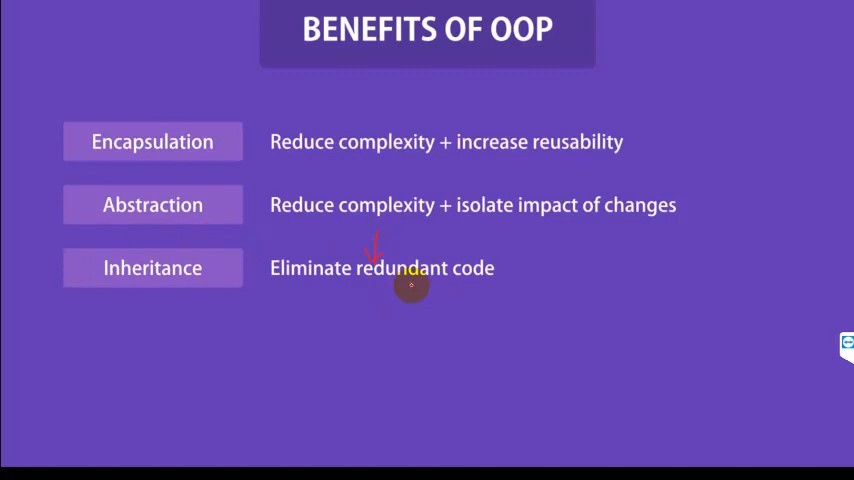 BENEFITS OF OOP
Encapsulation Reduce complexity + increase reusability
Abstraction Reduce complexity + isolate impact of changes
Inheritance Eliminate redundant code